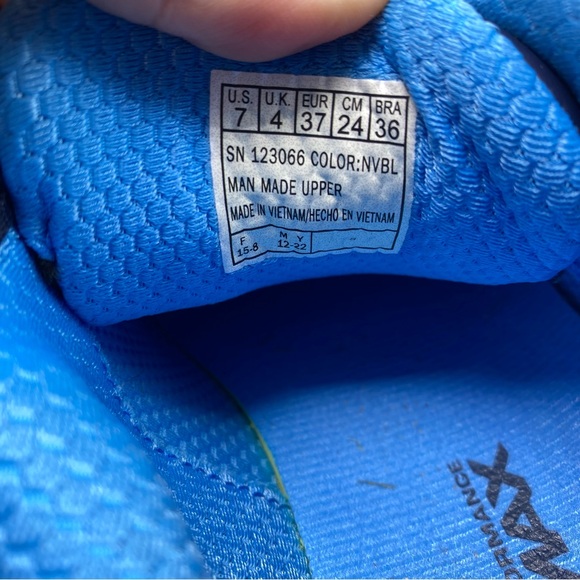 U.S. U.K. EUR CM BRA
7 4 37 24 36
SN 123066 COLOR:NVBL
MAN MADE UPPER
MADE IN VIETNAM/HECHO EN VIETNAM
F M Y
15-8 12-22 -
MAX